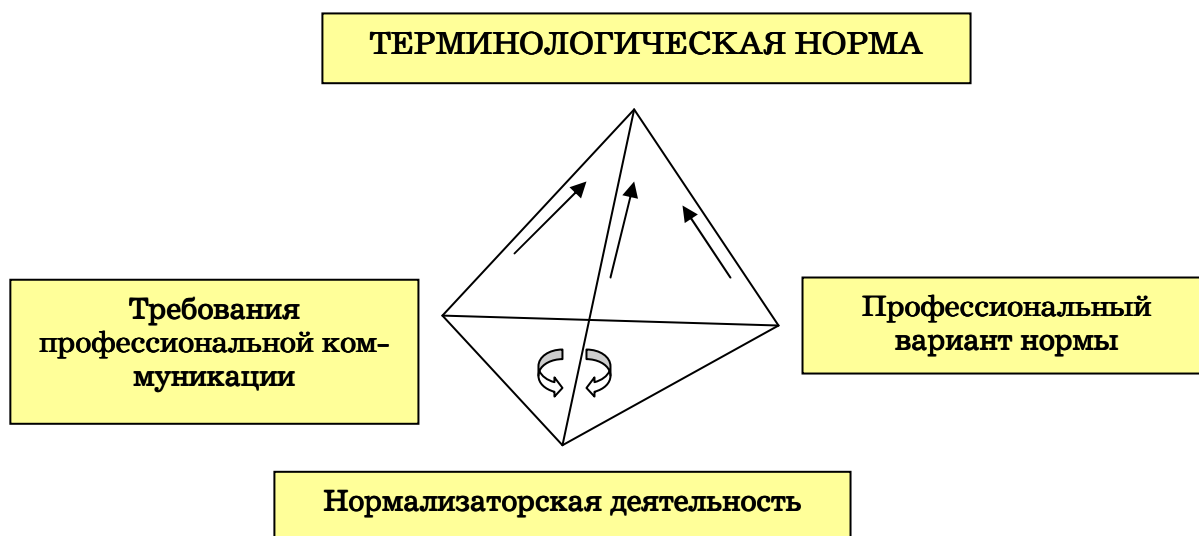 ТЕРМИНОЛОГИЧЕСКАЯ НОРМА
Требования
профессиональной ком-
муникации
Профессиональный
вариант нормы
Нормализаторская деятельность